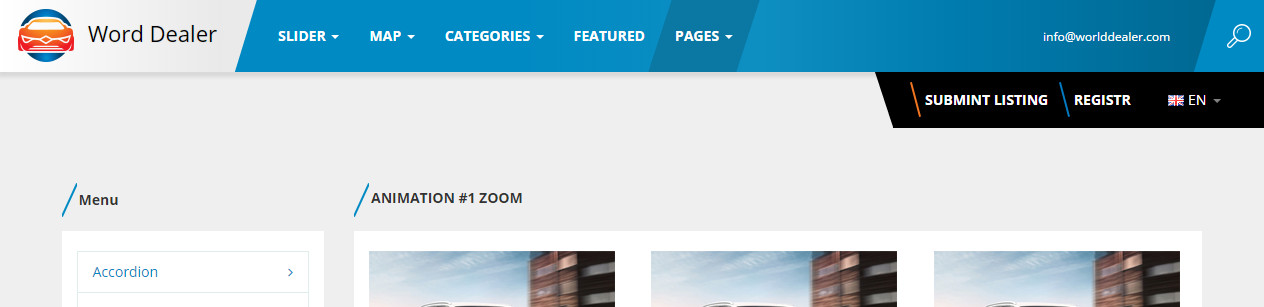 Word Dealer
SLIDER MAP CATEGORIES FEATURED PAGES
info@worlddealer.com
SUBMINT LISTING REGISTR EN
Menu
ANIMATION #1 ZOOM
Accordion